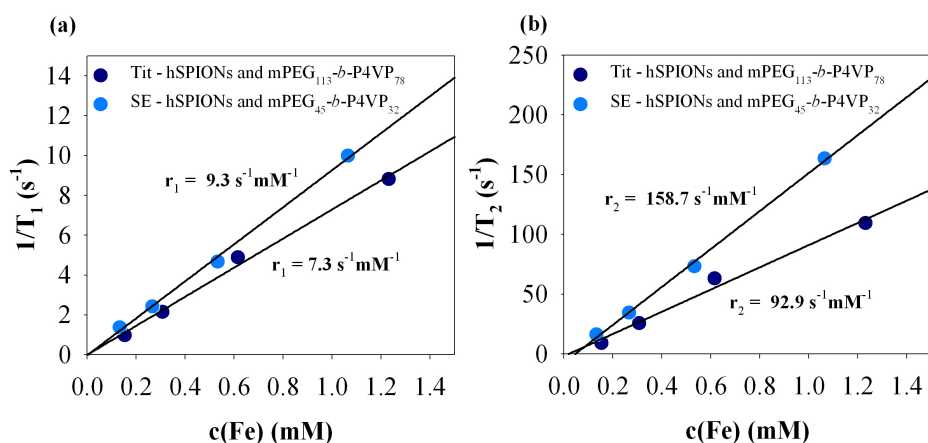 (a)
14
12
10
8
6
4
2
0
1/T₁ (s⁻¹)
Tit - hSPIONs and mPEG₁₁₃-b-P4VP₇₈
SE - hSPIONs and mPEG₄₅-b-P4VP₃₂
r₁ = 9.3 s⁻¹mM⁻¹
r₁ = 7.3 s⁻¹mM⁻¹
0.0 0.2 0.4 0.6 0.8 1.0 1.2 1.4
c(Fe) (mM)
(b)
250
200
150
100
50
0
1/T₂ (s⁻¹)
Tit - hSPIONs and mPEG₁₁₃-b-P4VP₇₈
SE - hSPIONs and mPEG₄₅-b-P4VP₃₂
r₂ = 158.7 s⁻¹mM⁻¹
r₂ = 92.9 s⁻¹mM⁻¹
0.0 0.2 0.4 0.6 0.8 1.0 1.2 1.4
c(Fe) (mM)